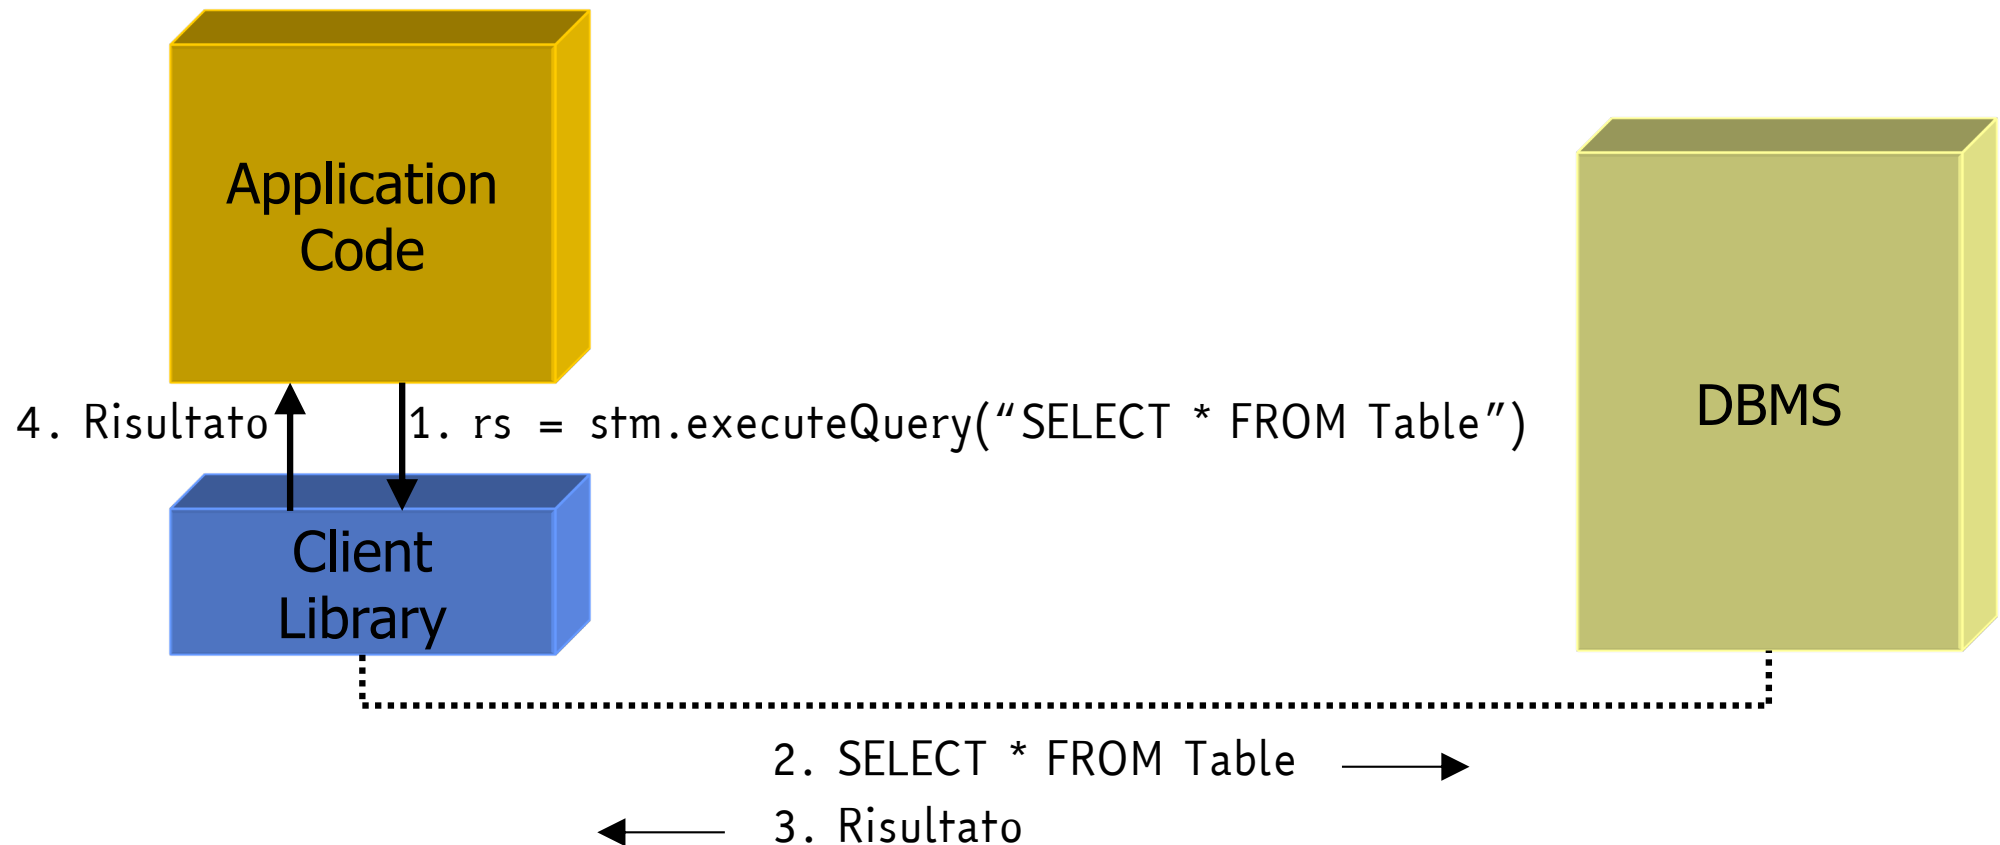 Application
Code
4. Risultato
1. rs = stm.executeQuery(“SELECT * FROM Table”)
DBMS
Client
Library
2. SELECT * FROM Table
3. Risultato